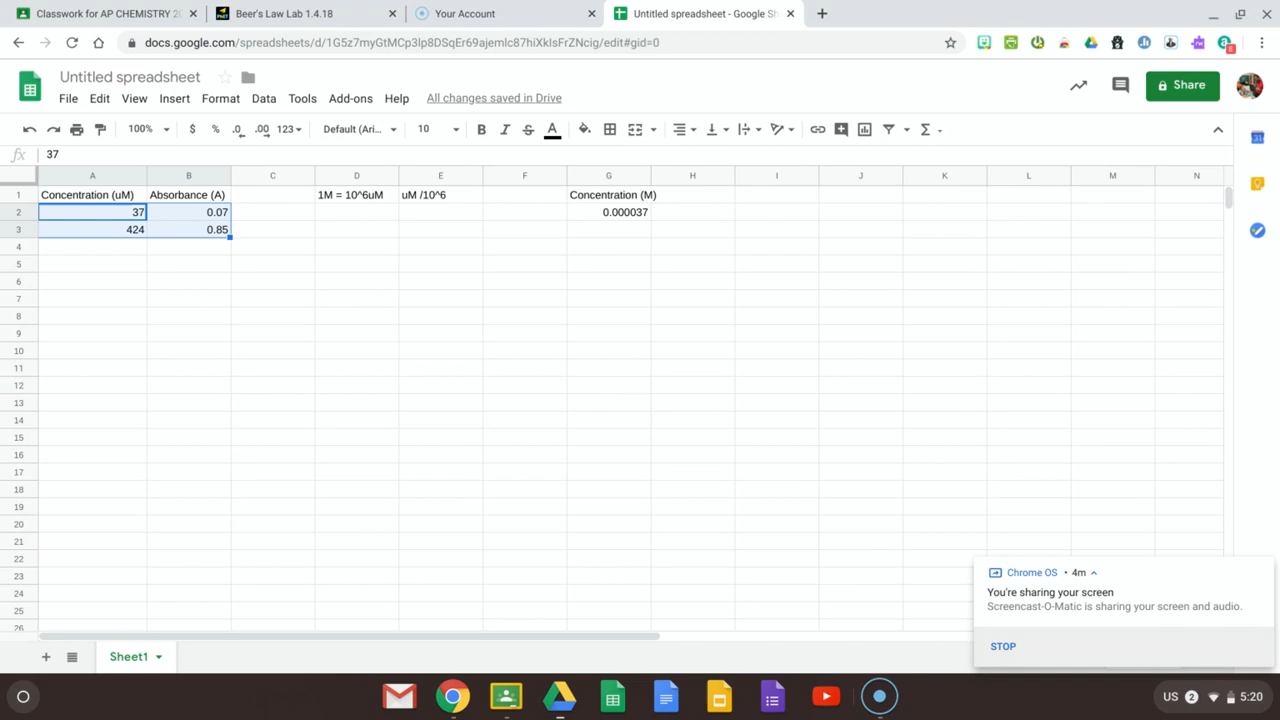 Classwork for AP CHEMISTRY 20
Beer's Law Lab 1.4.18
Your Account
Untitled spreadsheet - Google Sh
docs.google.com/spreadsheets/d/1G5z7myGtMCp3lp8DSqEr69ajemlc87hiXkIsFrZNcig/edit#gid=0
Untitled spreadsheet
File Edit View Insert Format Data Tools Add-ons Help All changes saved in Drive
Share
100% $ % .0 .00 123 Default (Ari... 10 B I S A Σ
fx 37
A B C D E F G H I J K L M N
1 Concentration (uM) Absorbance (A) 1M = 10^6uM uM /10^6 Concentration (M)
2 37 0.07 0.000037
3 424 0.85
4
5
6
7
8
9
10
11
12
13
14
15
16
17
18
19
20
21
22
23
24
25
26
Chrome OS • 4m
You're sharing your screen
Screencast-O-Matic is sharing your screen and audio.
STOP
Sheet1
US 2 5:20